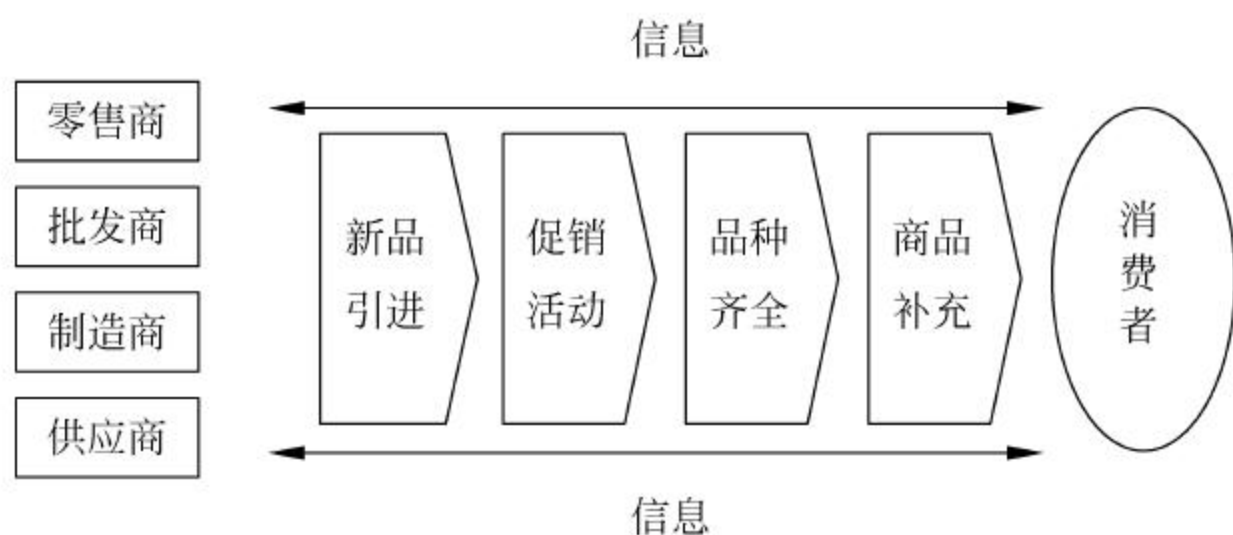 信息
零售商
批发商
制造商
供应商
新品
引进
促销
活动
品种
齐全
商品
补充
消
费
者
信息